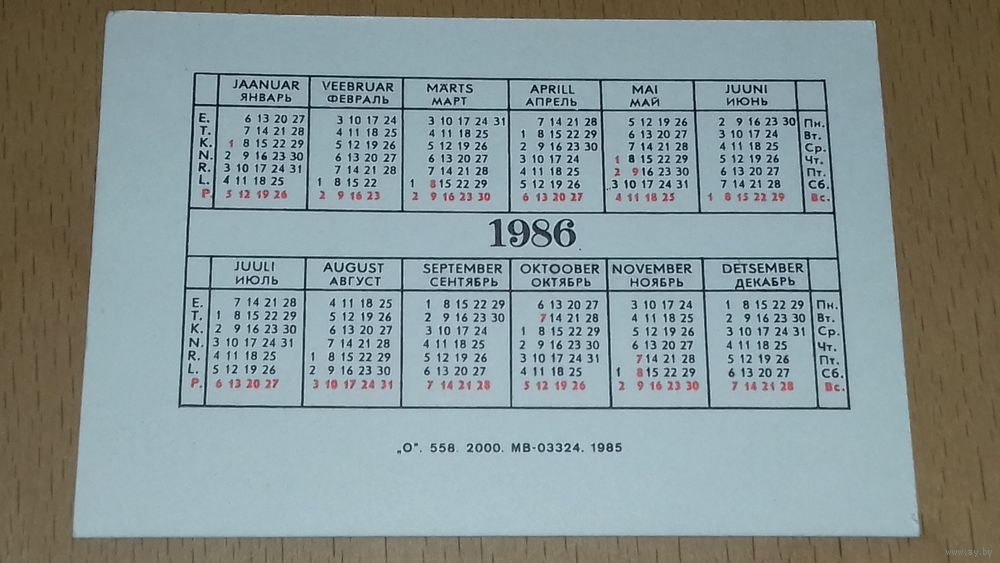 JAANUAR VEEBRUAR MÄRTS APRILL MAI JUUNI
ЯНВАРЬ ФЕВРАЛЬ МАРТ АПРЕЛЬ МАЙ ИЮНЬ
E. 6 13 20 27 3 10 17 24 3 10 17 24 31 7 14 21 28 5 12 19 26 2 9 16 23 30 Пн.
T. 7 14 21 28 4 11 18 25 4 11 18 25 1 8 15 22 29 6 13 20 27 3 10 17 24 Вт.
K. 1 8 15 22 29 5 12 19 26 5 12 19 26 2 9 16 23 30 7 14 21 28 4 11 18 25 Ср.
N. 2 9 16 23 30 6 13 20 27 6 13 20 27 3 10 17 24 1 8 15 22 29 5 12 19 26 Чт.
R. 3 10 17 24 31 7 14 21 28 7 14 21 28 4 11 18 25 2 9 16 23 30 6 13 20 27 Пт.
L. 4 11 18 25 1 8 15 22 1 8 15 22 29 5 12 19 26 3 10 17 24 31 7 14 21 28 Сб.
P. 5 12 19 26 2 9 16 23 2 9 16 23 30 6 13 20 27 4 11 18 25 1 8 15 22 29 Вс.
1986
JUULI AUGUST SEPTEMBER OKTOOBER NOVEMBER DETSEMBER
ИЮЛЬ АВГУСТ СЕНТЯБРЬ ОКТЯБРЬ НОЯБРЬ ДЕКАБРЬ
E. 7 14 21 28 4 11 18 25 1 8 15 22 29 6 13 20 27 3 10 17 24 1 8 15 22 29 Пн.
T. 1 8 15 22 29 5 12 19 26 2 9 16 23 30 7 14 21 28 4 11 18 25 2 9 16 23 30 Вт.
K. 2 9 16 23 30 6 13 20 27 3 10 17 24 1 8 15 22 29 5 12 19 26 3 10 17 24 31 Ср.
N. 3 10 17 24 31 7 14 21 28 4 11 18 25 2 9 16 23 30 6 13 20 27 4 11 18 25 Чт.
R. 4 11 18 25 1 8 15 22 29 5 12 19 26 3 10 17 24 31 7 14 21 28 5 12 19 26 Пт.
L. 5 12 19 26 2 9 16 23 30 6 13 20 27 4 11 18 25 1 8 15 22 29 6 13 20 27 Сб.
P. 6 13 20 27 3 10 17 24 31 7 14 21 28 5 12 19 26 2 9 16 23 30 7 14 21 28 Вс.
„O". 558. 2000. MB-03324. 1985
www.ay.by